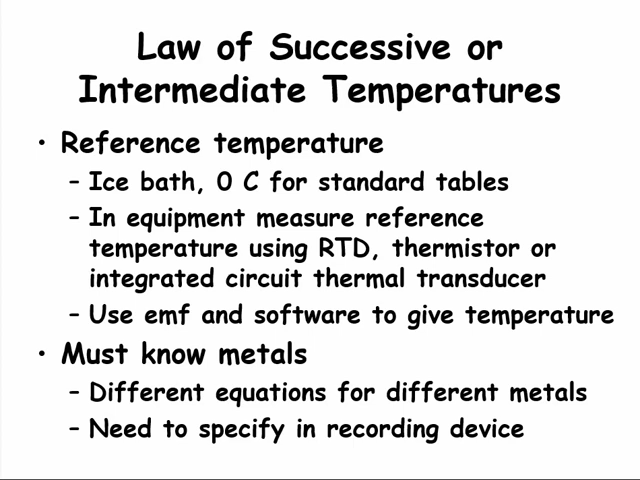 Law of Successive or
Intermediate Temperatures
• Reference temperature
– Ice bath, 0 C for standard tables
– In equipment measure reference
temperature using RTD, thermistor or
integrated circuit thermal transducer
– Use emf and software to give temperature
• Must know metals
– Different equations for different metals
– Need to specify in recording device